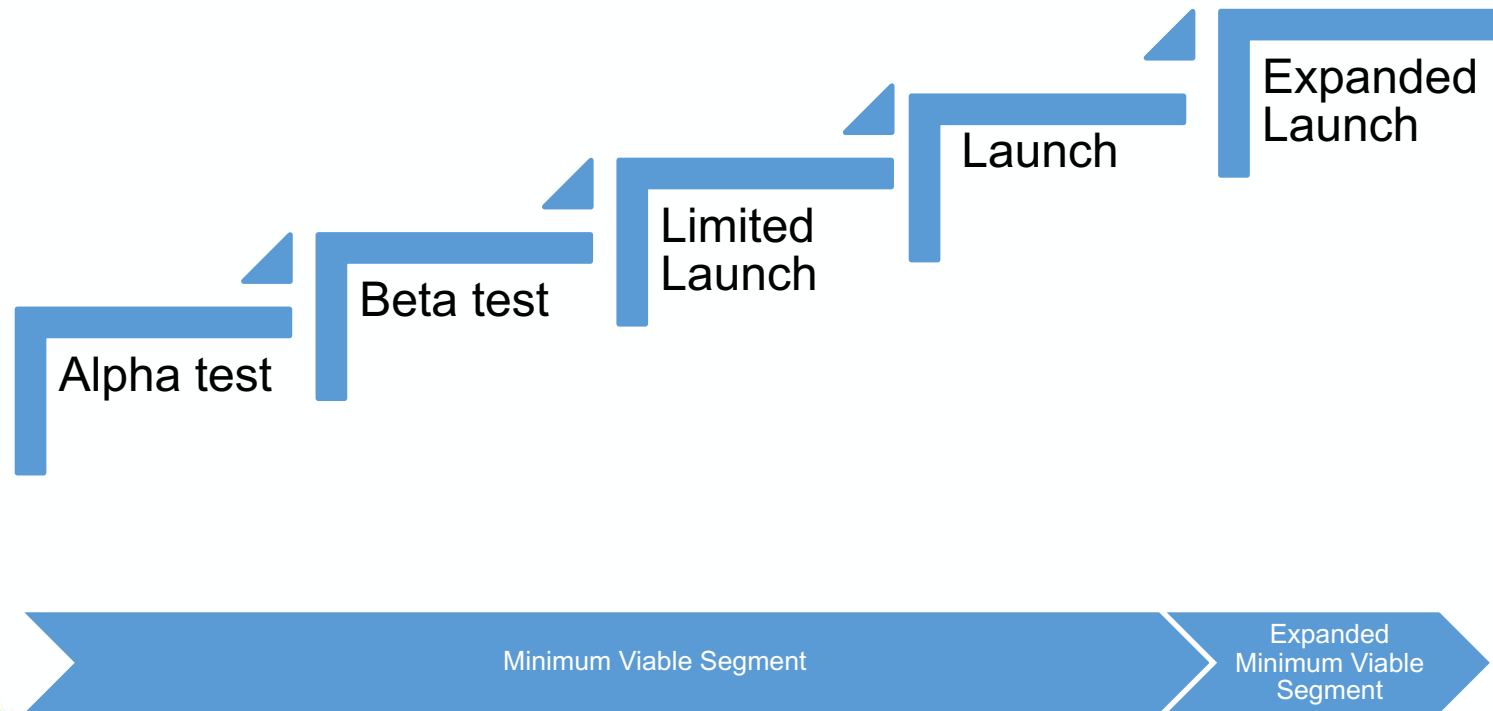 Alpha test
Beta test
Limited
Launch
Launch
Expanded
Launch
Minimum Viable Segment
Expanded
Minimum Viable
Segment